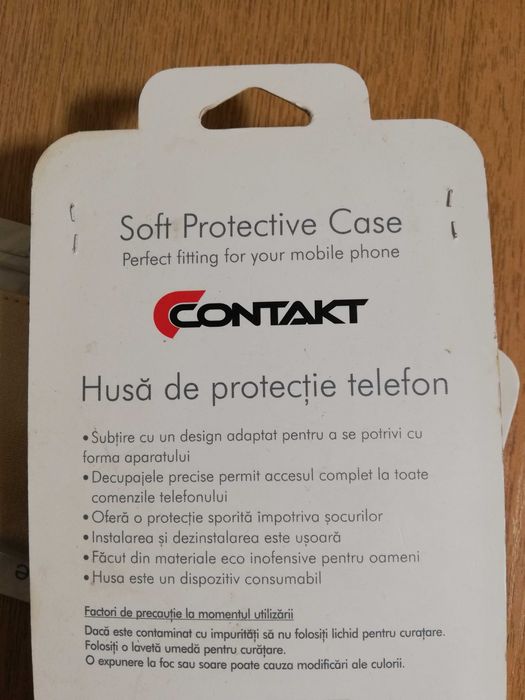 Soft Protective Case
Perfect fitting for your mobile phone
CONTAKT
Husă de protecție telefon
• Subțire cu un design adaptat pentru a se potrivi cu
forma aparatului
• Decupajele precise permit accesul complet la toate
comenzile telefonului
• Oferă o protecție sporită împotriva șocurilor
• Instalarea și dezinstalarea este ușoară
• Făcut din materiale eco inofensive pentru oameni
• Husa este un dispozitiv consumabil
Factori de precauție la momentul utilizării
Dacă este contaminat cu impurități să nu folosiți lichid pentru curațare.
Folosiți o lavetă umedă pentru curățare.
O expunere la foc sau soare poate cauza modificări ale culorii.